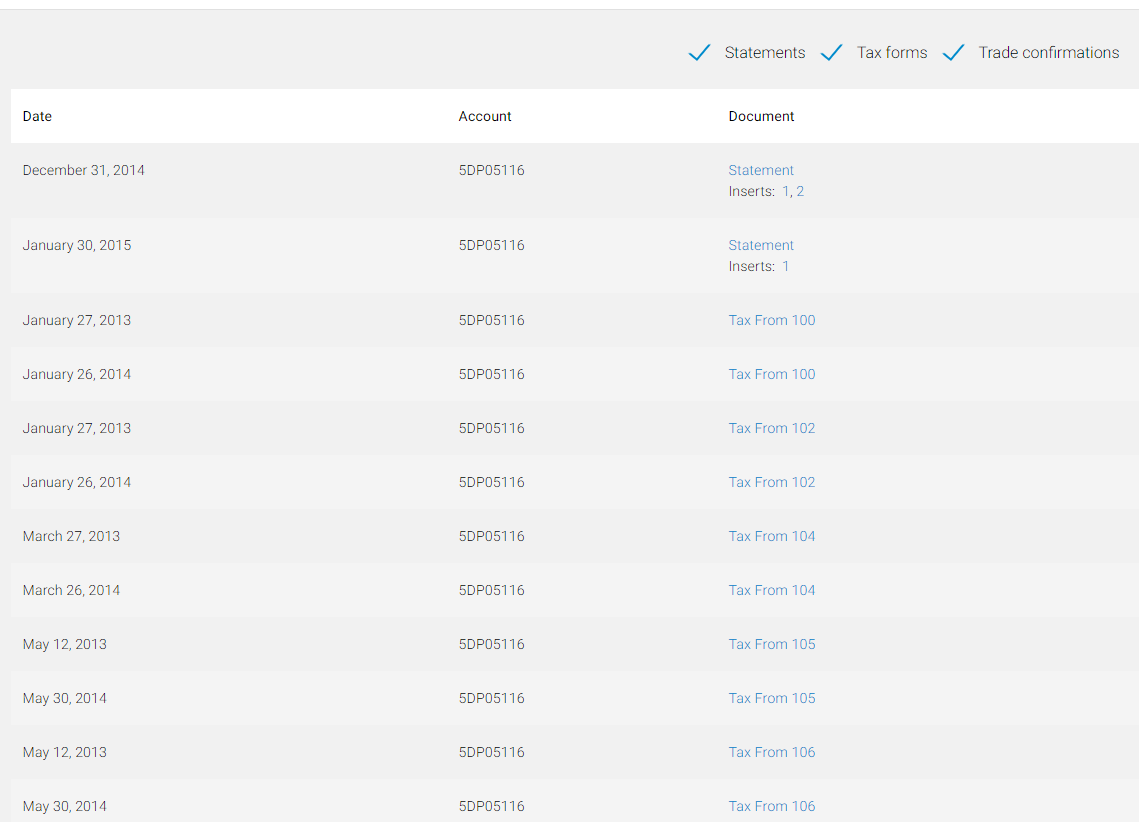 Statements Tax forms Trade confirmations
Date Account Document
December 31, 2014 5DP05116 Statement
Inserts: 1, 2
January 30, 2015 5DP05116 Statement
Inserts: 1
January 27, 2013 5DP05116 Tax From 100
January 26, 2014 5DP05116 Tax From 100
January 27, 2013 5DP05116 Tax From 102
January 26, 2014 5DP05116 Tax From 102
March 27, 2013 5DP05116 Tax From 104
March 26, 2014 5DP05116 Tax From 104
May 12, 2013 5DP05116 Tax From 105
May 30, 2014 5DP05116 Tax From 105
May 12, 2013 5DP05116 Tax From 106
May 30, 2014 5DP05116 Tax From 106